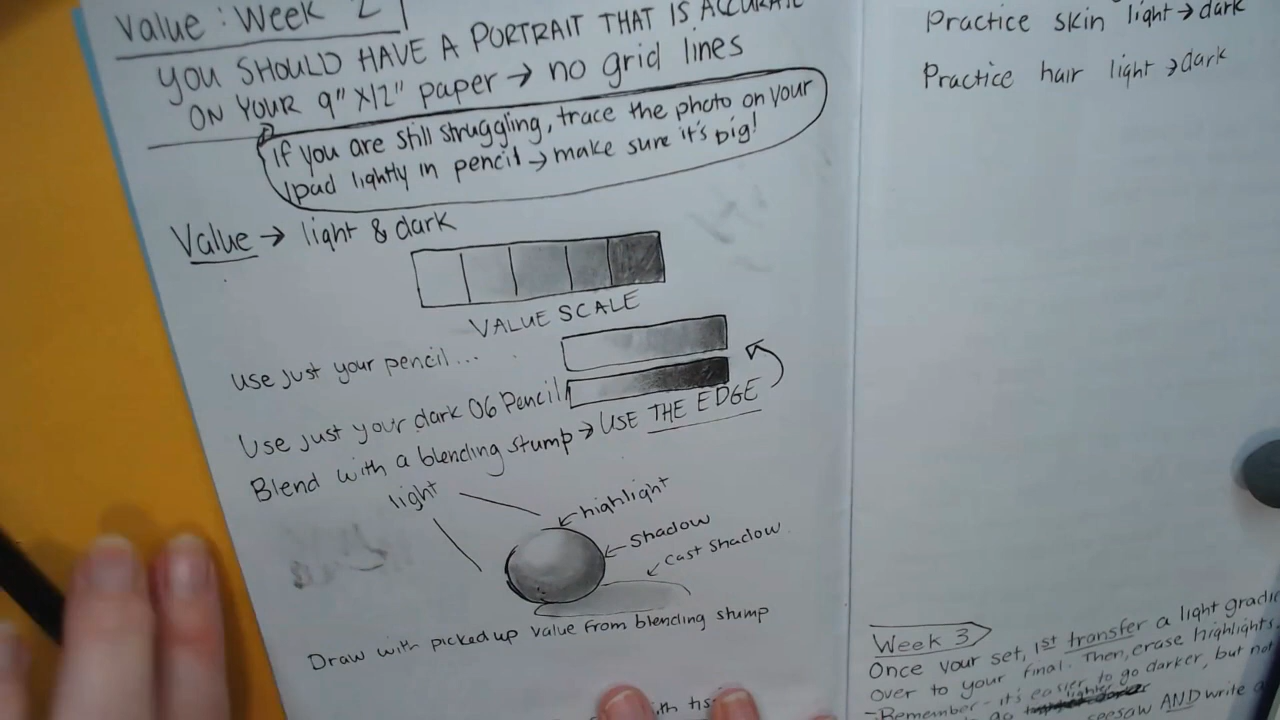 Value: Week 2
YOU SHOULD HAVE A PORTRAIT THAT IS ACCURATE
ON YOUR 9" X12" paper → no grid lines
If you are still struggling, trace the photo on your
ipad lightly in pencil → make sure it's big!
Value → light & dark
VALUE SCALE
Use just your pencil...
Use just your dark 06 Pencil
Blend with a blending stump → USE THE EDGE
light
highlight
shadow
cast shadow
Draw with picked up value from blending stump
Practice skin light → dark
Practice hair light → dark
Week 3
Once your set, 1st transfer a light
over to your final. Then, erase highlights.
-Remember - it's easier to go darker, but not
lighter
seesaw AND write